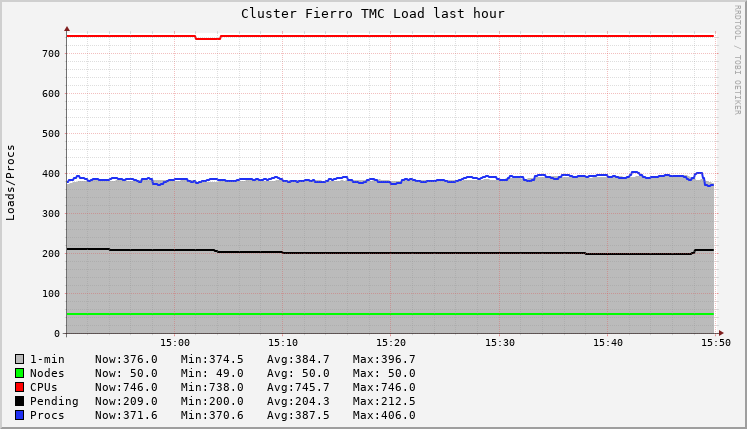 Cluster Fierro TMC Load last hour
RRDTOOL / TOBI OETIKER
Loads/Procs
700
600
500
400
300
200
100
0
15:00 15:10 15:20 15:30 15:40 15:50
1-min Now:376.0 Min:374.5 Avg:384.7 Max:396.7
Nodes Now: 50.0 Min: 49.0 Avg: 50.0 Max: 50.0
CPUs Now:746.0 Min:738.0 Avg:745.7 Max:746.0
Pending Now:209.0 Min:200.0 Avg:204.3 Max:212.5
Procs Now:371.6 Min:370.6 Avg:387.5 Max:406.0